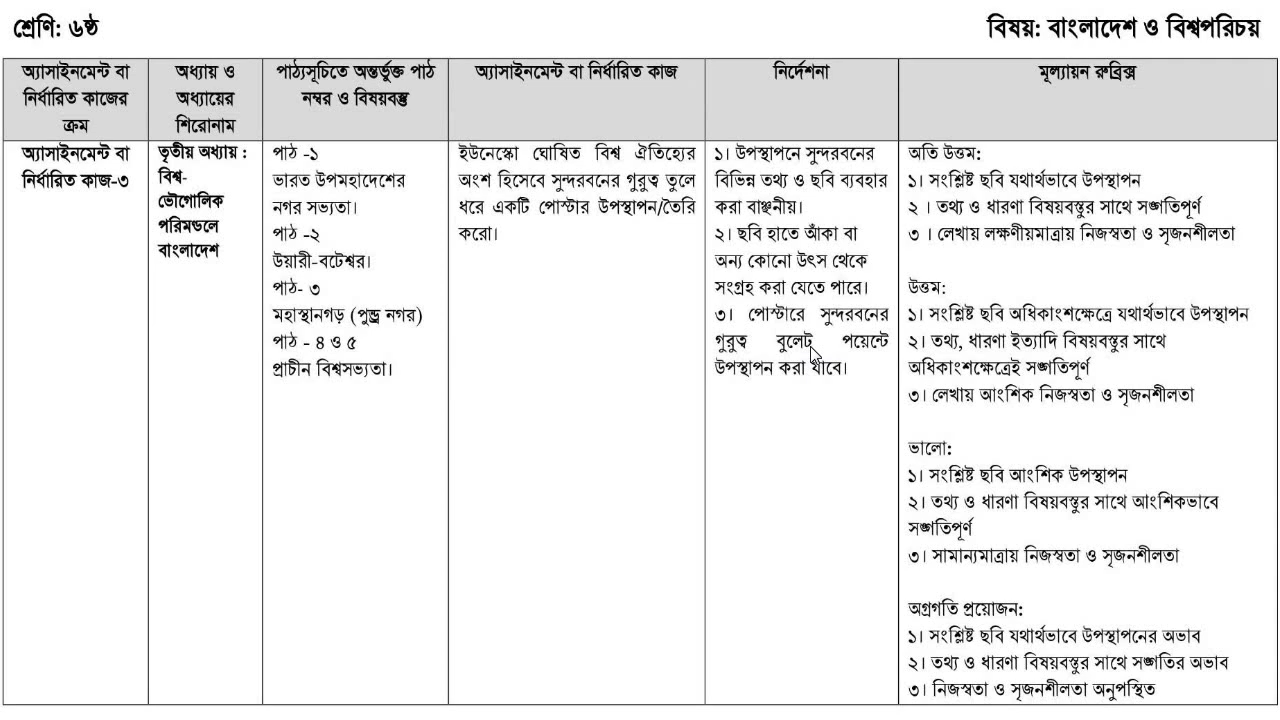 শ্রেণি: ৬ষ্ঠ
বিষয়: বাংলাদেশ ও বিশ্বপরিচয়
অ্যাসাইনমেন্ট বা
নির্ধারিত কাজের
ক্রম
অধ্যায় ও
অধ্যায়ের
শিরোনাম
পাঠ্যসূচিতে অন্তর্ভুক্ত পাঠ
নম্বর ও বিষয়বস্তু
অ্যাসাইনমেন্ট বা নির্ধারিত কাজ
নির্দেশনা
মূল্যায়ন রুব্রিক্স
অ্যাসাইনমেন্ট বা
নির্ধারিত কাজ-৩
তৃতীয় অধ্যায় :
বিশ্ব-
ভৌগোলিক
পরিমন্ডলে
বাংলাদেশ
পাঠ -১
ভারত উপমহাদেশের
নগর সভ্যতা।
পাঠ -২
উয়ারী-বটেশ্বর।
পাঠ- ৩
মহাস্থানগড় (পুন্ড্র নগর)
পাঠ - ৪ ও ৫
প্রাচীন বিশ্বসভ্যতা।
ইউনেস্কো ঘোষিত বিশ্ব ঐতিহ্যের
অংশ হিসেবে সুন্দরবনের গুরুত্ব তুলে
ধরে একটি পোস্টার উপস্থাপন/তৈরি
করো।
১। উপস্থাপনে সুন্দরবনের
বিভিন্ন তথ্য ও ছবি ব্যবহার
করা বাঞ্ছনীয়।
২। ছবি হাতে আঁকা বা
অন্য কোনো উৎস থেকে
সংগ্রহ করা যেতে পারে।
৩। পোস্টারে সুন্দরবনের
গুরুত্ব বুলেট পয়েন্টে
উপস্থাপন করা যাবে।
অতি উত্তম:
১। সংশ্লিষ্ট ছবি যথার্থভাবে উপস্থাপন
২ । তথ্য ও ধারণা বিষয়বস্তুর সাথে সঙ্গতিপূর্ণ
৩ । লেখায় লক্ষণীয়মাত্রায় নিজস্বতা ও সৃজনশীলতা
উত্তম:
১। সংশ্লিষ্ট ছবি অধিকাংশক্ষেত্রে যথার্থভাবে উপস্থাপন
২। তথ্য, ধারণা ইত্যাদি বিষয়বস্তুর সাথে
অধিকাংশক্ষেত্রেই সঙ্গতিপূর্ণ
৩। লেখায় আংশিক নিজস্বতা ও সৃজনশীলতা
ভালো:
১। সংশ্লিষ্ট ছবি আংশিক উপস্থাপন
২। তথ্য ও ধারণা বিষয়বস্তুর সাথে আংশিকভাবে
সঙ্গতিপূর্ণ
৩। সামান্যমাত্রায় নিজস্বতা ও সৃজনশীলতা
অগ্রগতি প্রয়োজন:
১। সংশ্লিষ্ট ছবি যথার্থভাবে উপস্থাপনের অভাব
২। তথ্য ও ধারণা বিষয়বস্তুর সাথে সঙ্গতির অভাব
৩। নিজস্বতা ও সৃজনশীলতা অনুপস্থিত